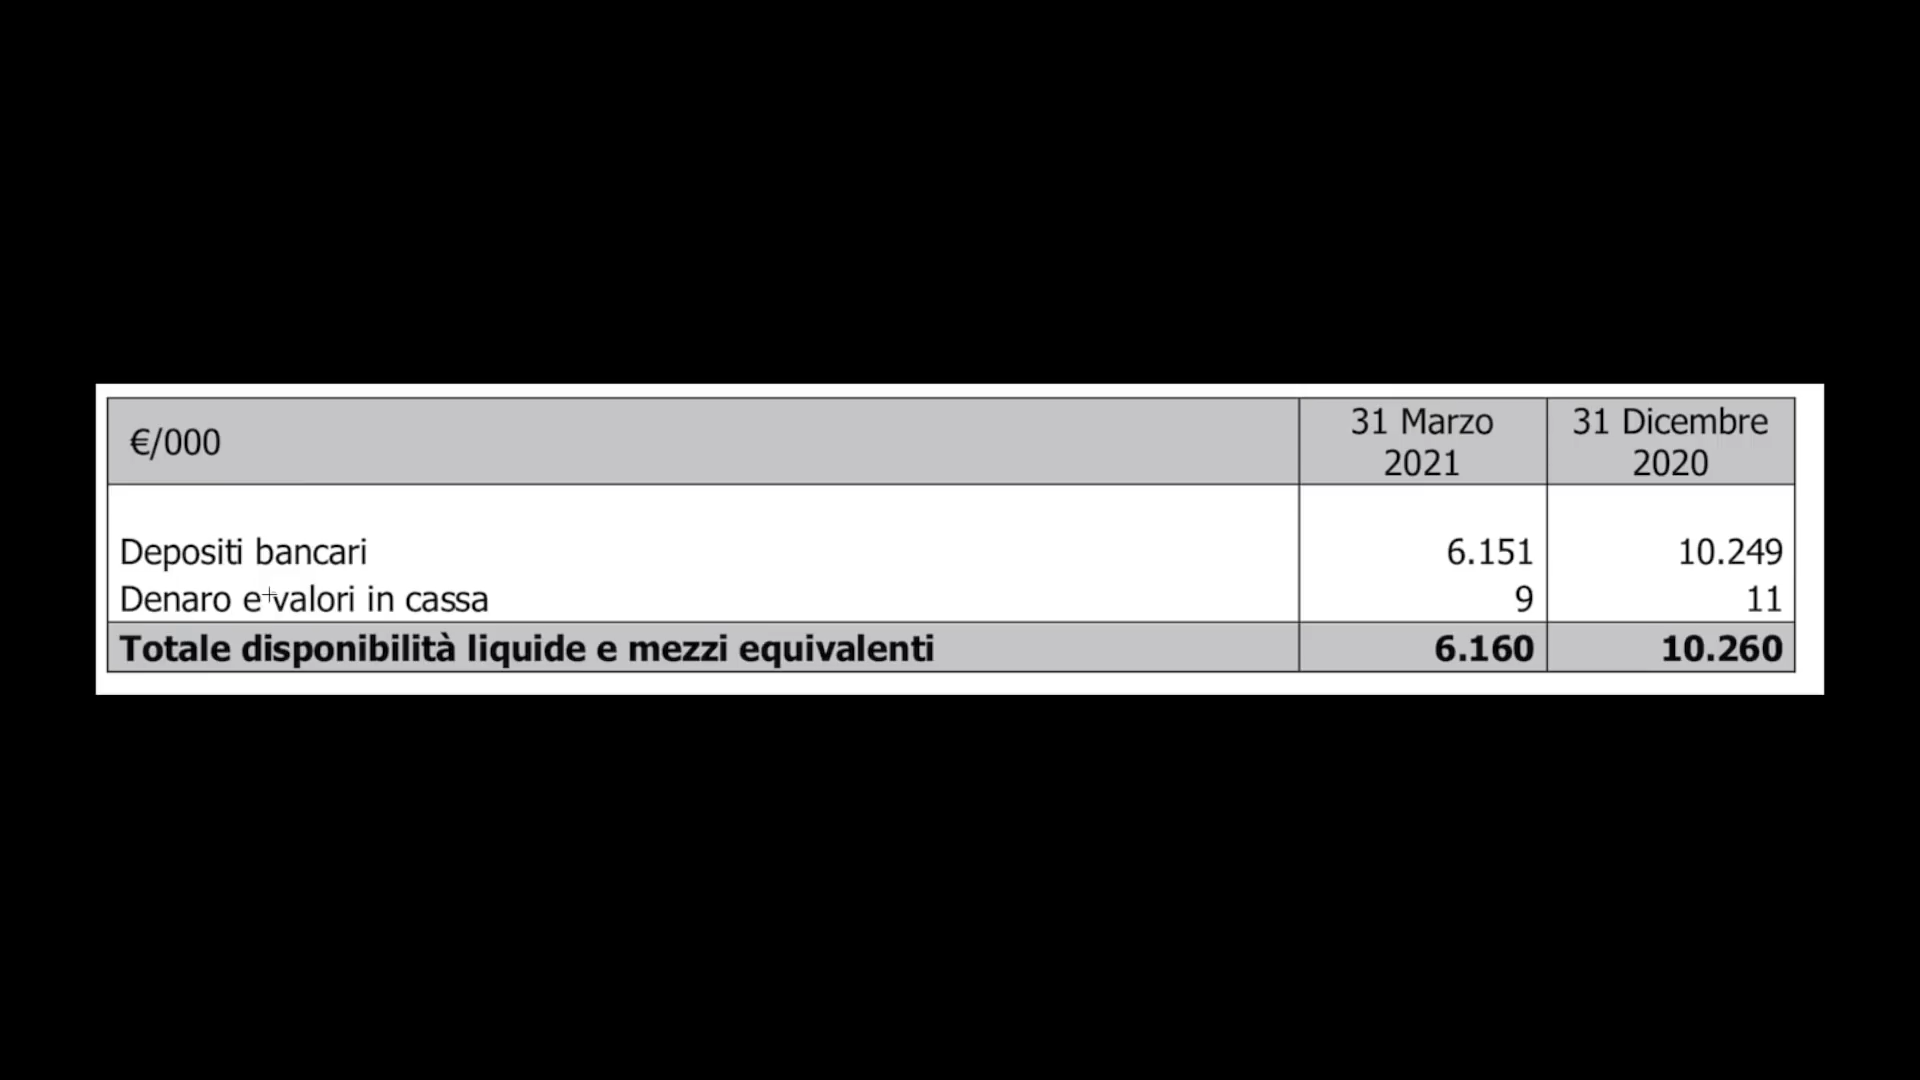 €/000
31 Marzo
2021
31 Dicembre
2020
Depositi bancari 6.151 10.249
Denaro e valori in cassa 9 11
Totale disponibilità liquide e mezzi equivalenti 6.160 10.260